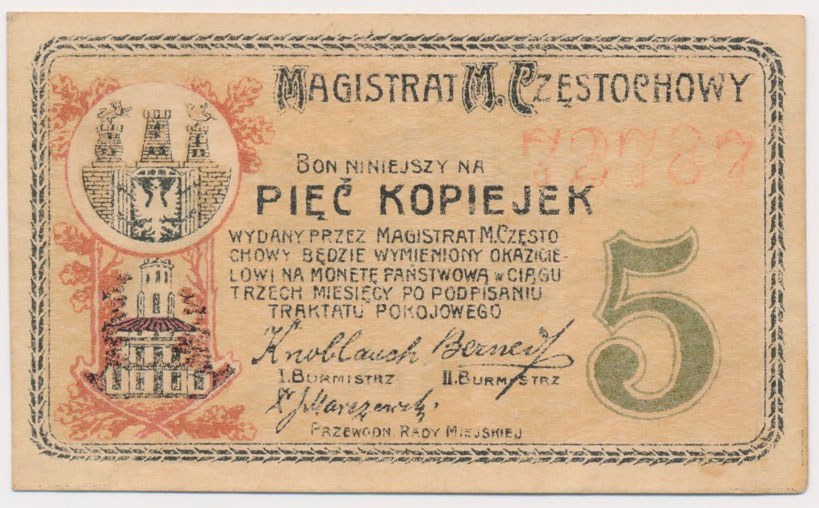 MAGISTRAT M. CZĘSTOCHOWY
BON NINIEJSZY NA
PIĘĆ KOPIEJEK
WYDANY PRZEZ MAGISTRAT M.CZĘSTO-
CHOWY BĘDZIE WYMIENIONY OKAZICIE-
LOWI NA MONETĘ PAŃSTWOWĄ w CIĄGU
TRZECH MIESIĘCY PO PODPISANIU
TRAKTATU POKOJOWEGO
5
Knoblauch
I. BURMISTRZ II. BURMISTRZ
PRZEWODN. RADY MIEJSKIEJ